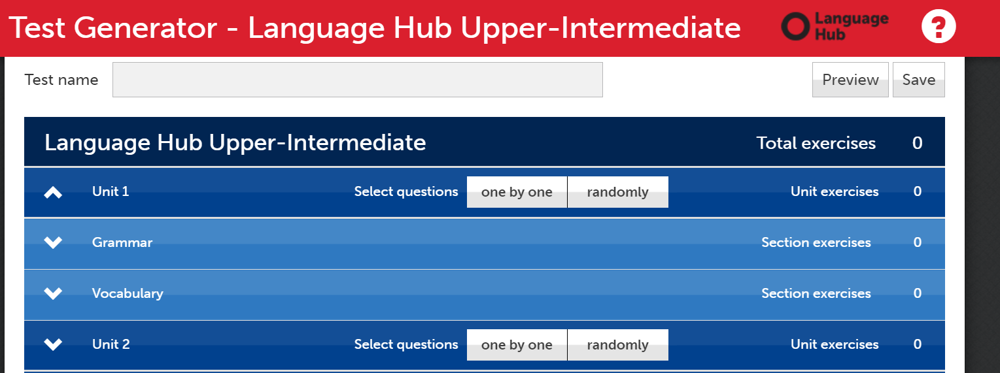 Test Generator - Language Hub Upper-Intermediate
Language
Hub
?
Test name
Preview
Save
Language Hub Upper-Intermediate Total exercises 0
Unit 1 Select questions one by one randomly Unit exercises 0
Grammar Section exercises 0
Vocabulary Section exercises 0
Unit 2 Select questions one by one randomly Unit exercises 0